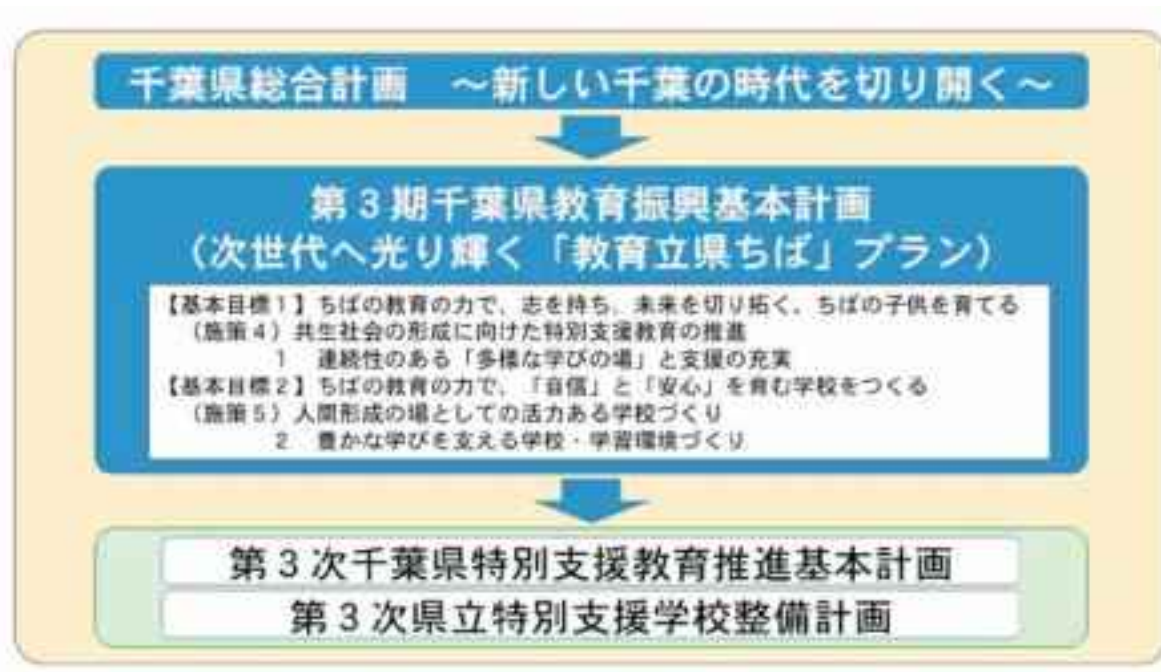 千葉県総合計画　～新しい千葉の時代を切り開く～
第３期千葉県教育振興基本計画
（次世代へ光り輝く「教育立県ちば」プラン）
【基本目標１】ちばの教育の力で、志を持ち、未来を切り拓く、ちばの子供を育てる
（施策４）共生社会の形成に向けた特別支援教育の推進
１　連続性のある「多様な学びの場」と支援の充実
【基本目標２】ちばの教育の力で、「自信」と「安心」を育む学校をつくる
（施策５）人間形成の場としての活力ある学校づくり
２　豊かな学びを支える学校・学習環境づくり
第３次千葉県特別支援教育推進基本計画
第３次県立特別支援学校整備計画